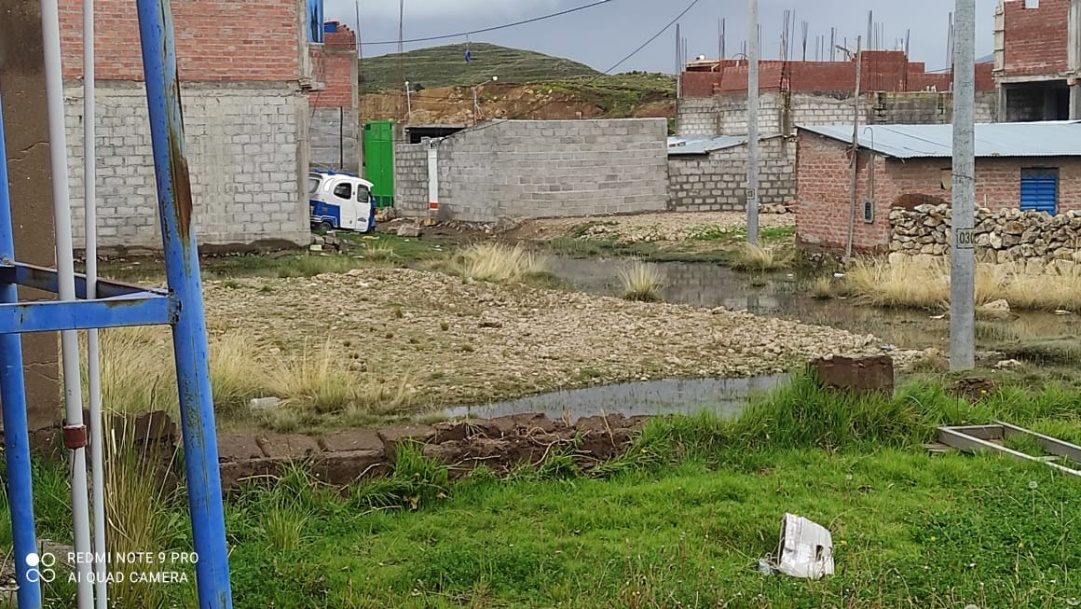 030
REDMI NOTE 9 PRO
AI QUAD CAMERA